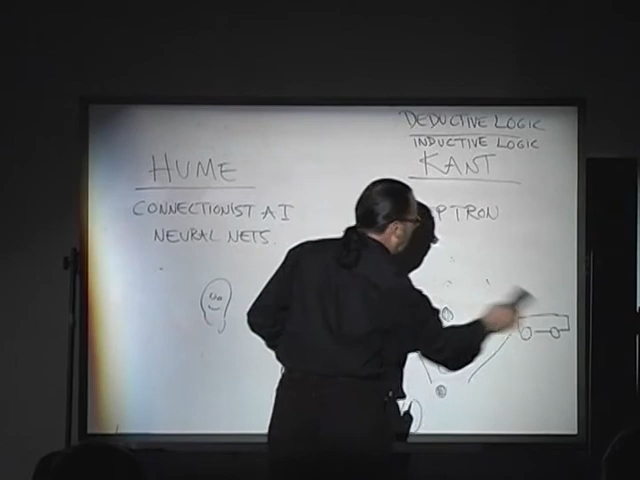 DEDUCTIVE LOGIC
INDUCTIVE LOGIC
HUME
KANT
CONNECTIONIST AI
NEURAL NETS
PTRON